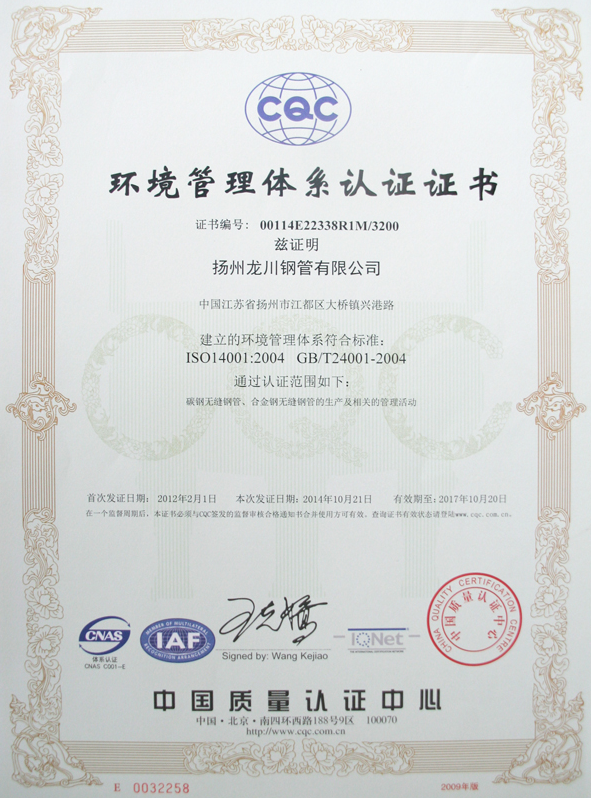 CQC
环境管理体系认证证书
证书编号: 00114E22338R1M/3200
兹证明
扬州龙川钢管有限公司
中国江苏省扬州市江都区大桥镇兴港路
建立的环境管理体系符合标准:
ISO14001:2004 GB/T24001-2004
通过认证范围如下:
碳钢无缝钢管、合金钢无缝钢管的生产及相关的管理活动
首次发证日期: 2012年2月1日 本次发证日期: 2014年10月21日 有效期至: 2017年10月20日
在一个监督周期后,本证书必须与CQC签发的监督审核合格通知书合并使用方可有效。查询证书有效状态请登陆www.cqc.com.cn。
CNAS
体系认证
CNAS C001-E
MEMBER OF MULTILATERAL
IAF
RECOGNITION ARRANGEMENT
Signed by: Wang Kejiao
IQNet
CHINA QUALITY CERTIFICATION CENTRE
中国质量认证中心
中国质量认证中心
中国·北京·南四环西路188号9区 100070
http://www.cqc.com.cn
E 0032258
2009年版